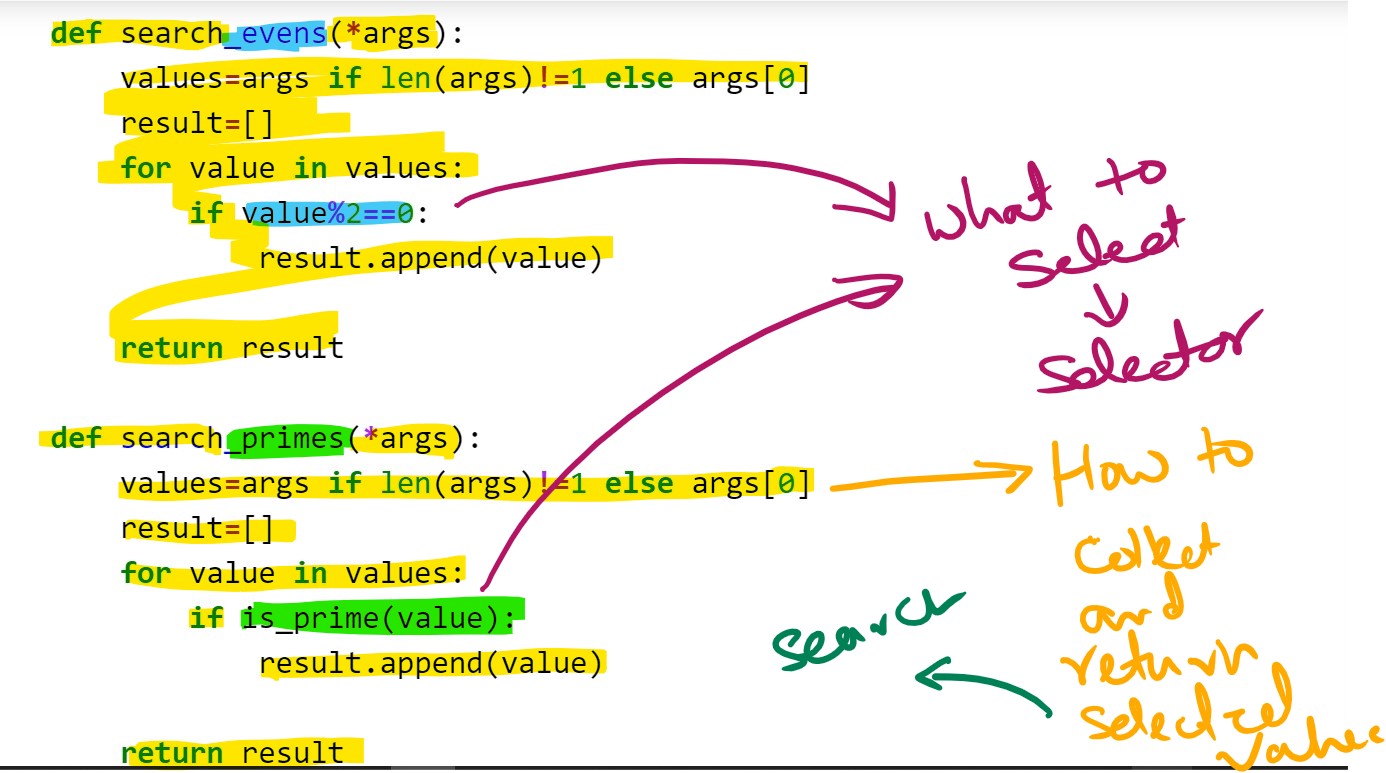 def search_evens(*args):
    values=args if len(args)!=1 else args[0]
    result=[]
    for value in values:
        if value%2==0:
            result.append(value)
    return result
def search_primes(*args):
    values=args if len(args)!=1 else args[0]
    result=[]
    for value in values:
        if is_prime(value):
            result.append(value)
    return result
What to
select
↓
Selector
How to
collect
and
return
selected
values
search